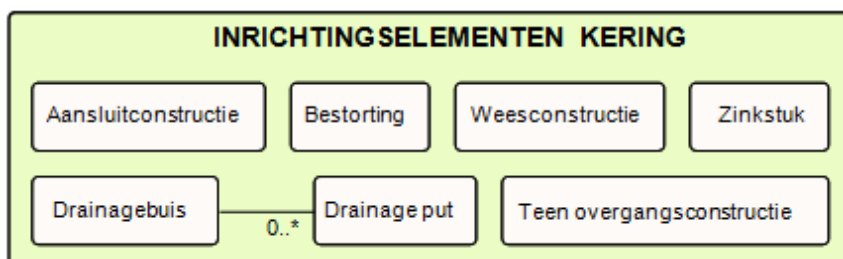 INRICHTINGSELEMENTEN KERING
Aansluitconstructie Bestorting Weesconstructie Zinkstuk
Drainagebuis 0..* Drainage put Teen overgangsconstructie